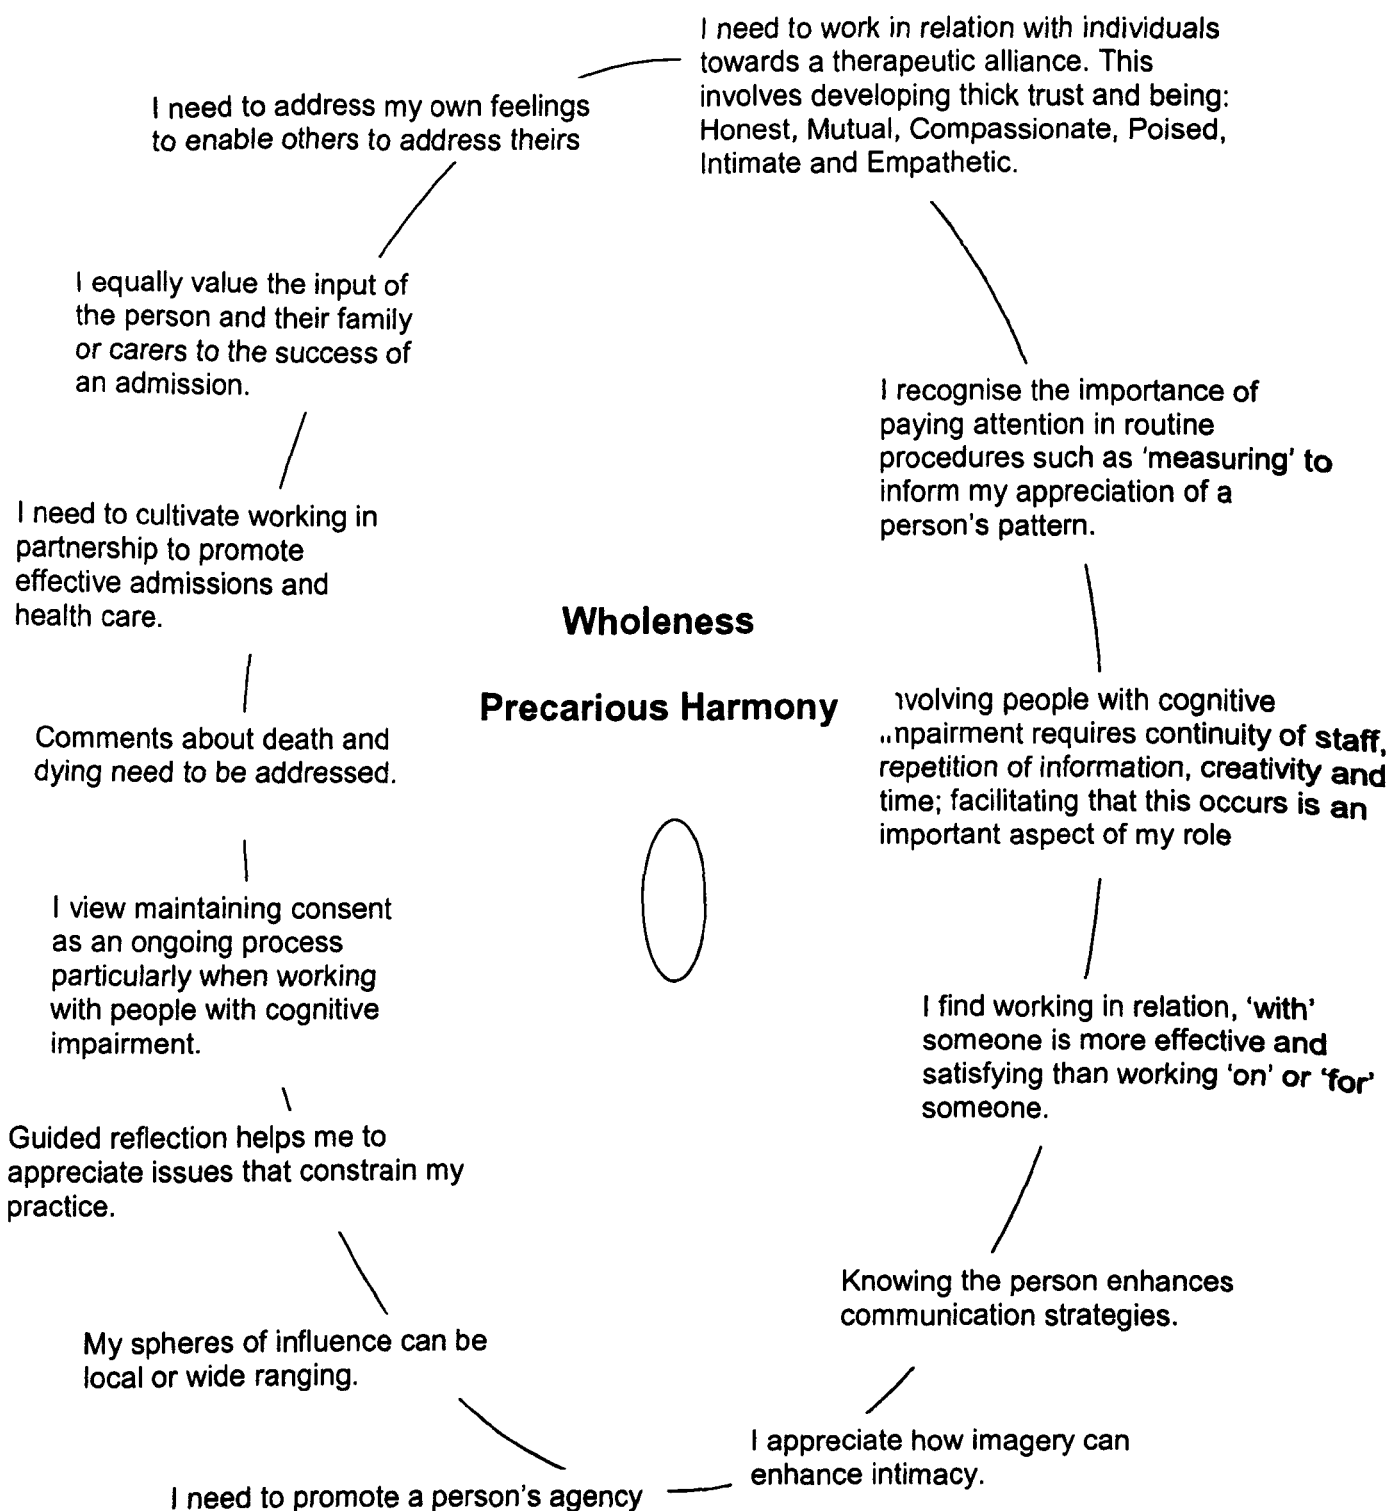 I need to work in relation with individuals
towards a therapeutic alliance. This
involves developing thick trust and being:
Honest, Mutual, Compassionate, Poised,
Intimate and Empathetic.
I recognise the importance of
paying attention in routine
procedures such as 'measuring' to
inform my appreciation of a
person's pattern.
people with cognitive
requires continuity of staff,
repetition of information, creativity and
time; facilitating that this occurs is an
important aspect of my role
I find working in relation, 'with'
someone is more effective and
satisfying than working 'on' or 'for'
someone.
Knowing the person enhances
communication strategies.
I appreciate how imagery can
enhance intimacy.
I need to promote a person's agency
My spheres of influence can be
local or wide ranging.
Guided reflection helps me to
appreciate issues that constrain my
practice.
I view maintaining consent
as an ongoing process
particularly when working
with people with cognitive
impairment.
Comments about death and
dying need to be addressed.
I need to cultivate working in
partnership to promote
effective admissions and
health care.
I equally value the input of
the person and their family
or carers to the success of
an admission.
I need to address my own feelings
to enable others to address theirs
Wholeness
Precarious Harmony